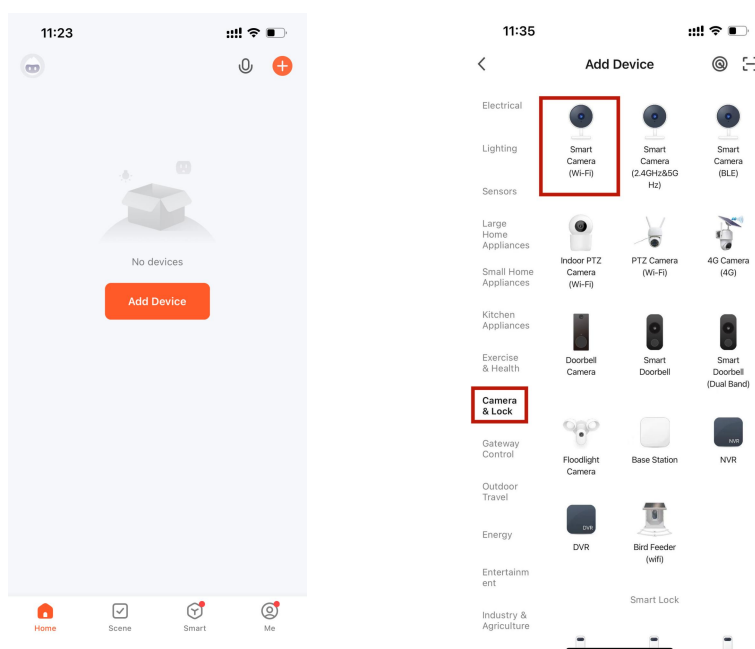 11:23
No devices
Add Device
Home
Scene
Smart
Me
11:35
Add Device
Electrical
Lighting
Sensors
Large
Home
Appliances
Small Home
Appliances
Kitchen
Appliances
Exercise
& Health
Camera
& Lock
Gateway
Control
Outdoor
Travel
Energy
Entertainm
ent
Industry &
Agriculture
Smart
Camera
(Wi-Fi)
Smart
Camera
(2.4GHz&5G
Hz)
Smart
Camera
(BLE)
Indoor PTZ
Camera
(Wi-Fi)
PTZ Camera
(Wi-Fi)
4G Camera
(4G)
Doorbell
Camera
Smart
Doorbell
Smart
Doorbell
(Dual Band)
Floodlight
Camera
Base Station
NVR
NVR
DVR
DVR
Bird Feeder
(wifi)
Smart Lock